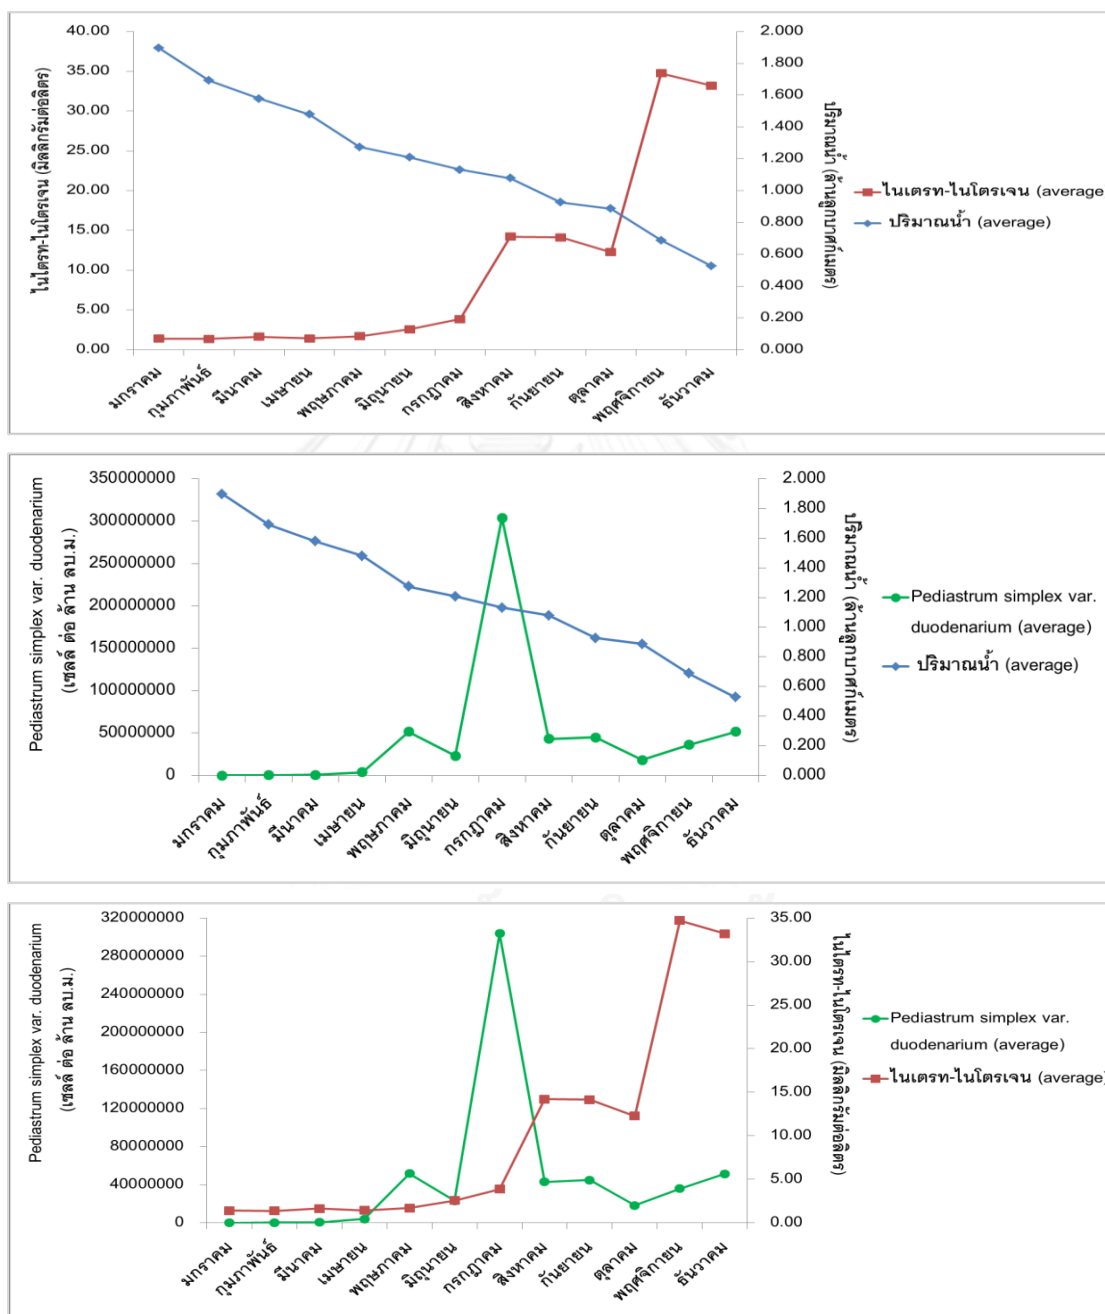 40.00
35.00
30.00
25.00
20.00
15.00
10.00
5.00
0.00
ไนไตรท-ไนโตรเจน (มิลลิกรัมต่อลิตร)
2.000
1.800
1.600
1.400
1.200
1.000
0.800
0.600
0.400
0.200
0.000
ปริมาณน้ำ (ล้านลูกบาศก์เมตร)
มกราคม
กุมภาพันธ์
มีนาคม
เมษายน
พฤษภาคม
มิถุนายน
กรกฎาคม
สิงหาคม
กันยายน
ตุลาคม
พฤศจิกายน
ธันวาคม
ไนเตรท-ไนโตรเจน (average
ปริมาณน้ำ (average)
350000000
300000000
250000000
200000000
150000000
100000000
50000000
0
Pediastrum simplex var. duodenarium
(เซลล์ ต่อ ล้าน ลบ.ม.)
2.000
1.800
1.600
1.400
1.200
1.000
0.800
0.600
0.400
0.200
0.000
ปริมาณน้ำ (ล้านลูกบาศก์เมตร)
มกราคม
กุมภาพันธ์
มีนาคม
เมษายน
พฤษภาคม
มิถุนายน
กรกฎาคม
สิงหาคม
กันยายน
ตุลาคม
พฤศจิกายน
ธันวาคม
Pediastrum simplex var.
duodenarium (average)
ปริมาณน้ำ (average)
320000000
280000000
240000000
200000000
160000000
120000000
80000000
40000000
0
Pediastrum simplex var. duodenarium
(เซลล์ ต่อ ล้าน ลบ.ม.)
35.00
30.00
25.00
20.00
15.00
10.00
5.00
0.00
ไนไตรท-ไนโตรเจน (มิลลิกรัมต่อลิตร)
มกราคม
กุมภาพันธ์
มีนาคม
เมษายน
พฤษภาคม
มิถุนายน
กรกฎาคม
สิงหาคม
กันยายน
ตุลาคม
พฤศจิกายน
ธันวาคม
Pediastrum simplex var.
duodenarium (average)
ไนเตรท-ไนโตรเจน (average)